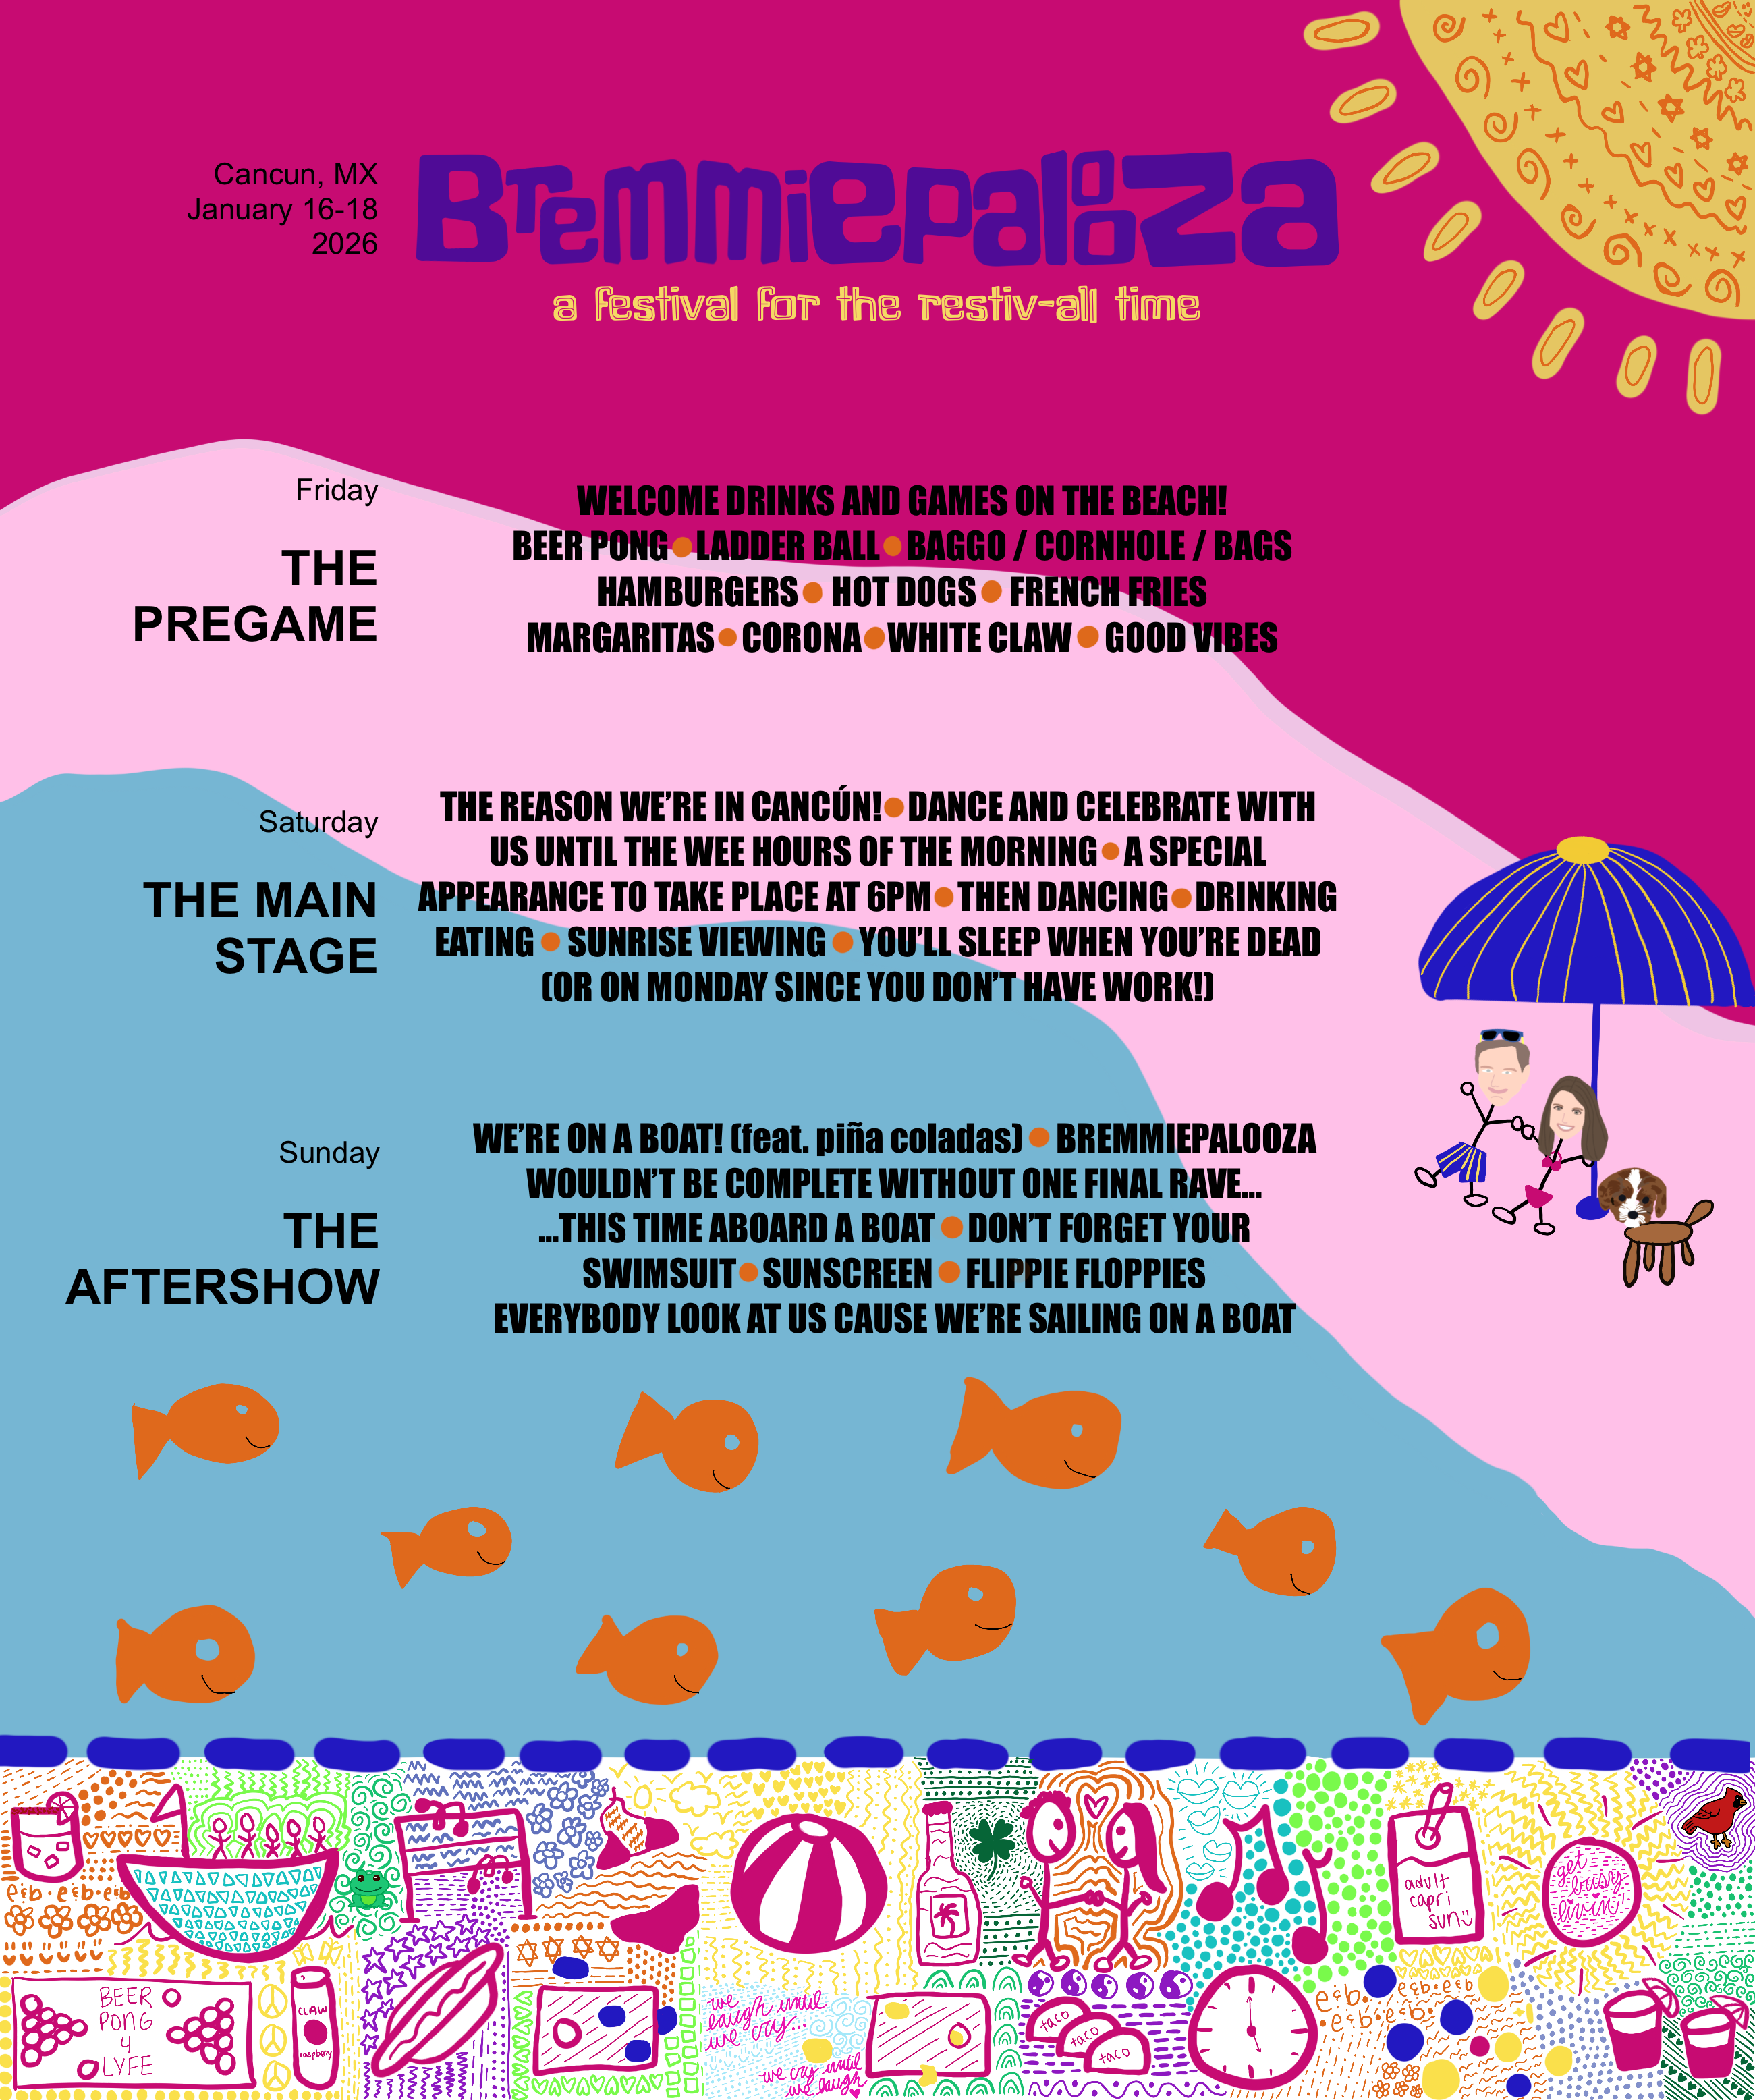 Cancun, MX
January 16-18
2026
Bremmiepalooza
a festival for the restiv-all time
Friday
THE
PREGAME
WELCOME DRINKS AND GAMES ON THE BEACH!
BEER PONG • LADDER BALL • BAGGO / CORNHOLE / BAGS
HAMBURGERS • HOT DOGS • FRENCH FRIES
MARGARITAS • CORONA • WHITE CLAW • GOOD VIBES
Saturday
THE MAIN
STAGE
THE REASON WE'RE IN CANCÚN! • DANCE AND CELEBRATE WITH
US UNTIL THE WEE HOURS OF THE MORNING • A SPECIAL
APPEARANCE TO TAKE PLACE AT 6PM • THEN DANCING • DRINKING
EATING • SUNRISE VIEWING • YOU'LL SLEEP WHEN YOU'RE DEAD
(OR ON MONDAY SINCE YOU DON'T HAVE WORK!)
Sunday
THE
AFTERSHOW
WE'RE ON A BOAT! (feat. piña coladas) • BREMMIEPALOOZA
WOULDN'T BE COMPLETE WITHOUT ONE FINAL RAVE...
...THIS TIME ABOARD A BOAT • DON'T FORGET YOUR
SWIMSUIT • SUNSCREEN • FLIPPIE FLOPPIES
EVERYBODY LOOK AT US CAUSE WE'RE SAILING ON A BOAT
e&b • e&b • e&b
adult
capri
sun
get
busy
livin'
BEER
PONG
4
LYFE
CLAW
raspberry
we
laugh until
we cry...
we cry until
we laugh
taco
taco
taco
e&b • e&b • e&b
• e&b • e&b •